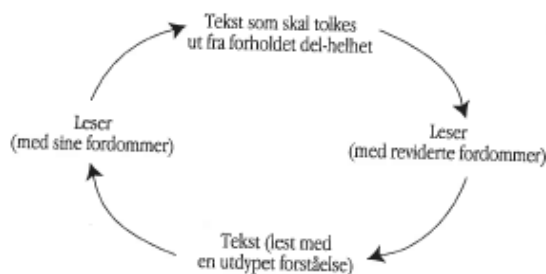 Tekst som skal tolkes
ut fra forholdet del-helhet
Leser
(med sine fordommer)
Leser
(med reviderte fordommer)
Tekst (lest med
en utdypet forståelse)